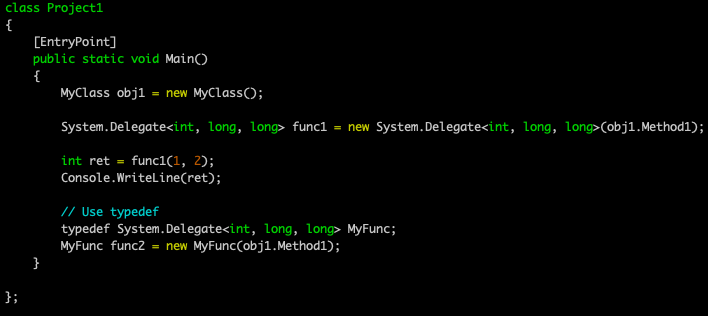 class Project1
{
    [EntryPoint]
    public static void Main()
    {
        MyClass obj1 = new MyClass();

        System.Delegate<int, long, long> func1 = new System.Delegate<int, long, long>(obj1.Method1);

        int ret = func1(1, 2);
        Console.WriteLine(ret);

        // Use typedef
        typedef System.Delegate<int, long, long> MyFunc;
        MyFunc func2 = new MyFunc(obj1.Method1);
    }

};